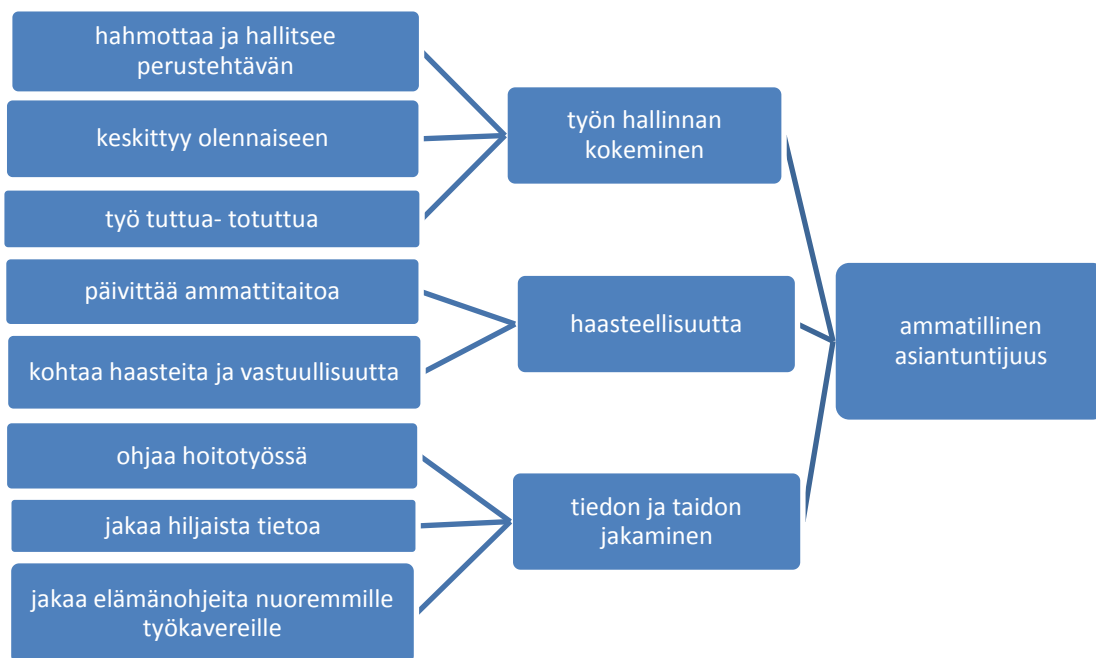 hahmottaa ja hallitsee
perustehtävän
keskittyy olennaiseen
työ tuttua- totuttua
päivittää ammattitaitoa
kohtaa haasteita ja vastuullisuutta
ohjaa hoitotyössä
jakaa hiljaista tietoa
jakaa elämänohjeita nuoremmille
työkavereille
työn hallinnan
kokeminen
haasteellisuutta
tiedon ja taidon
jakaminen
ammatillinen
asiantuntijuus